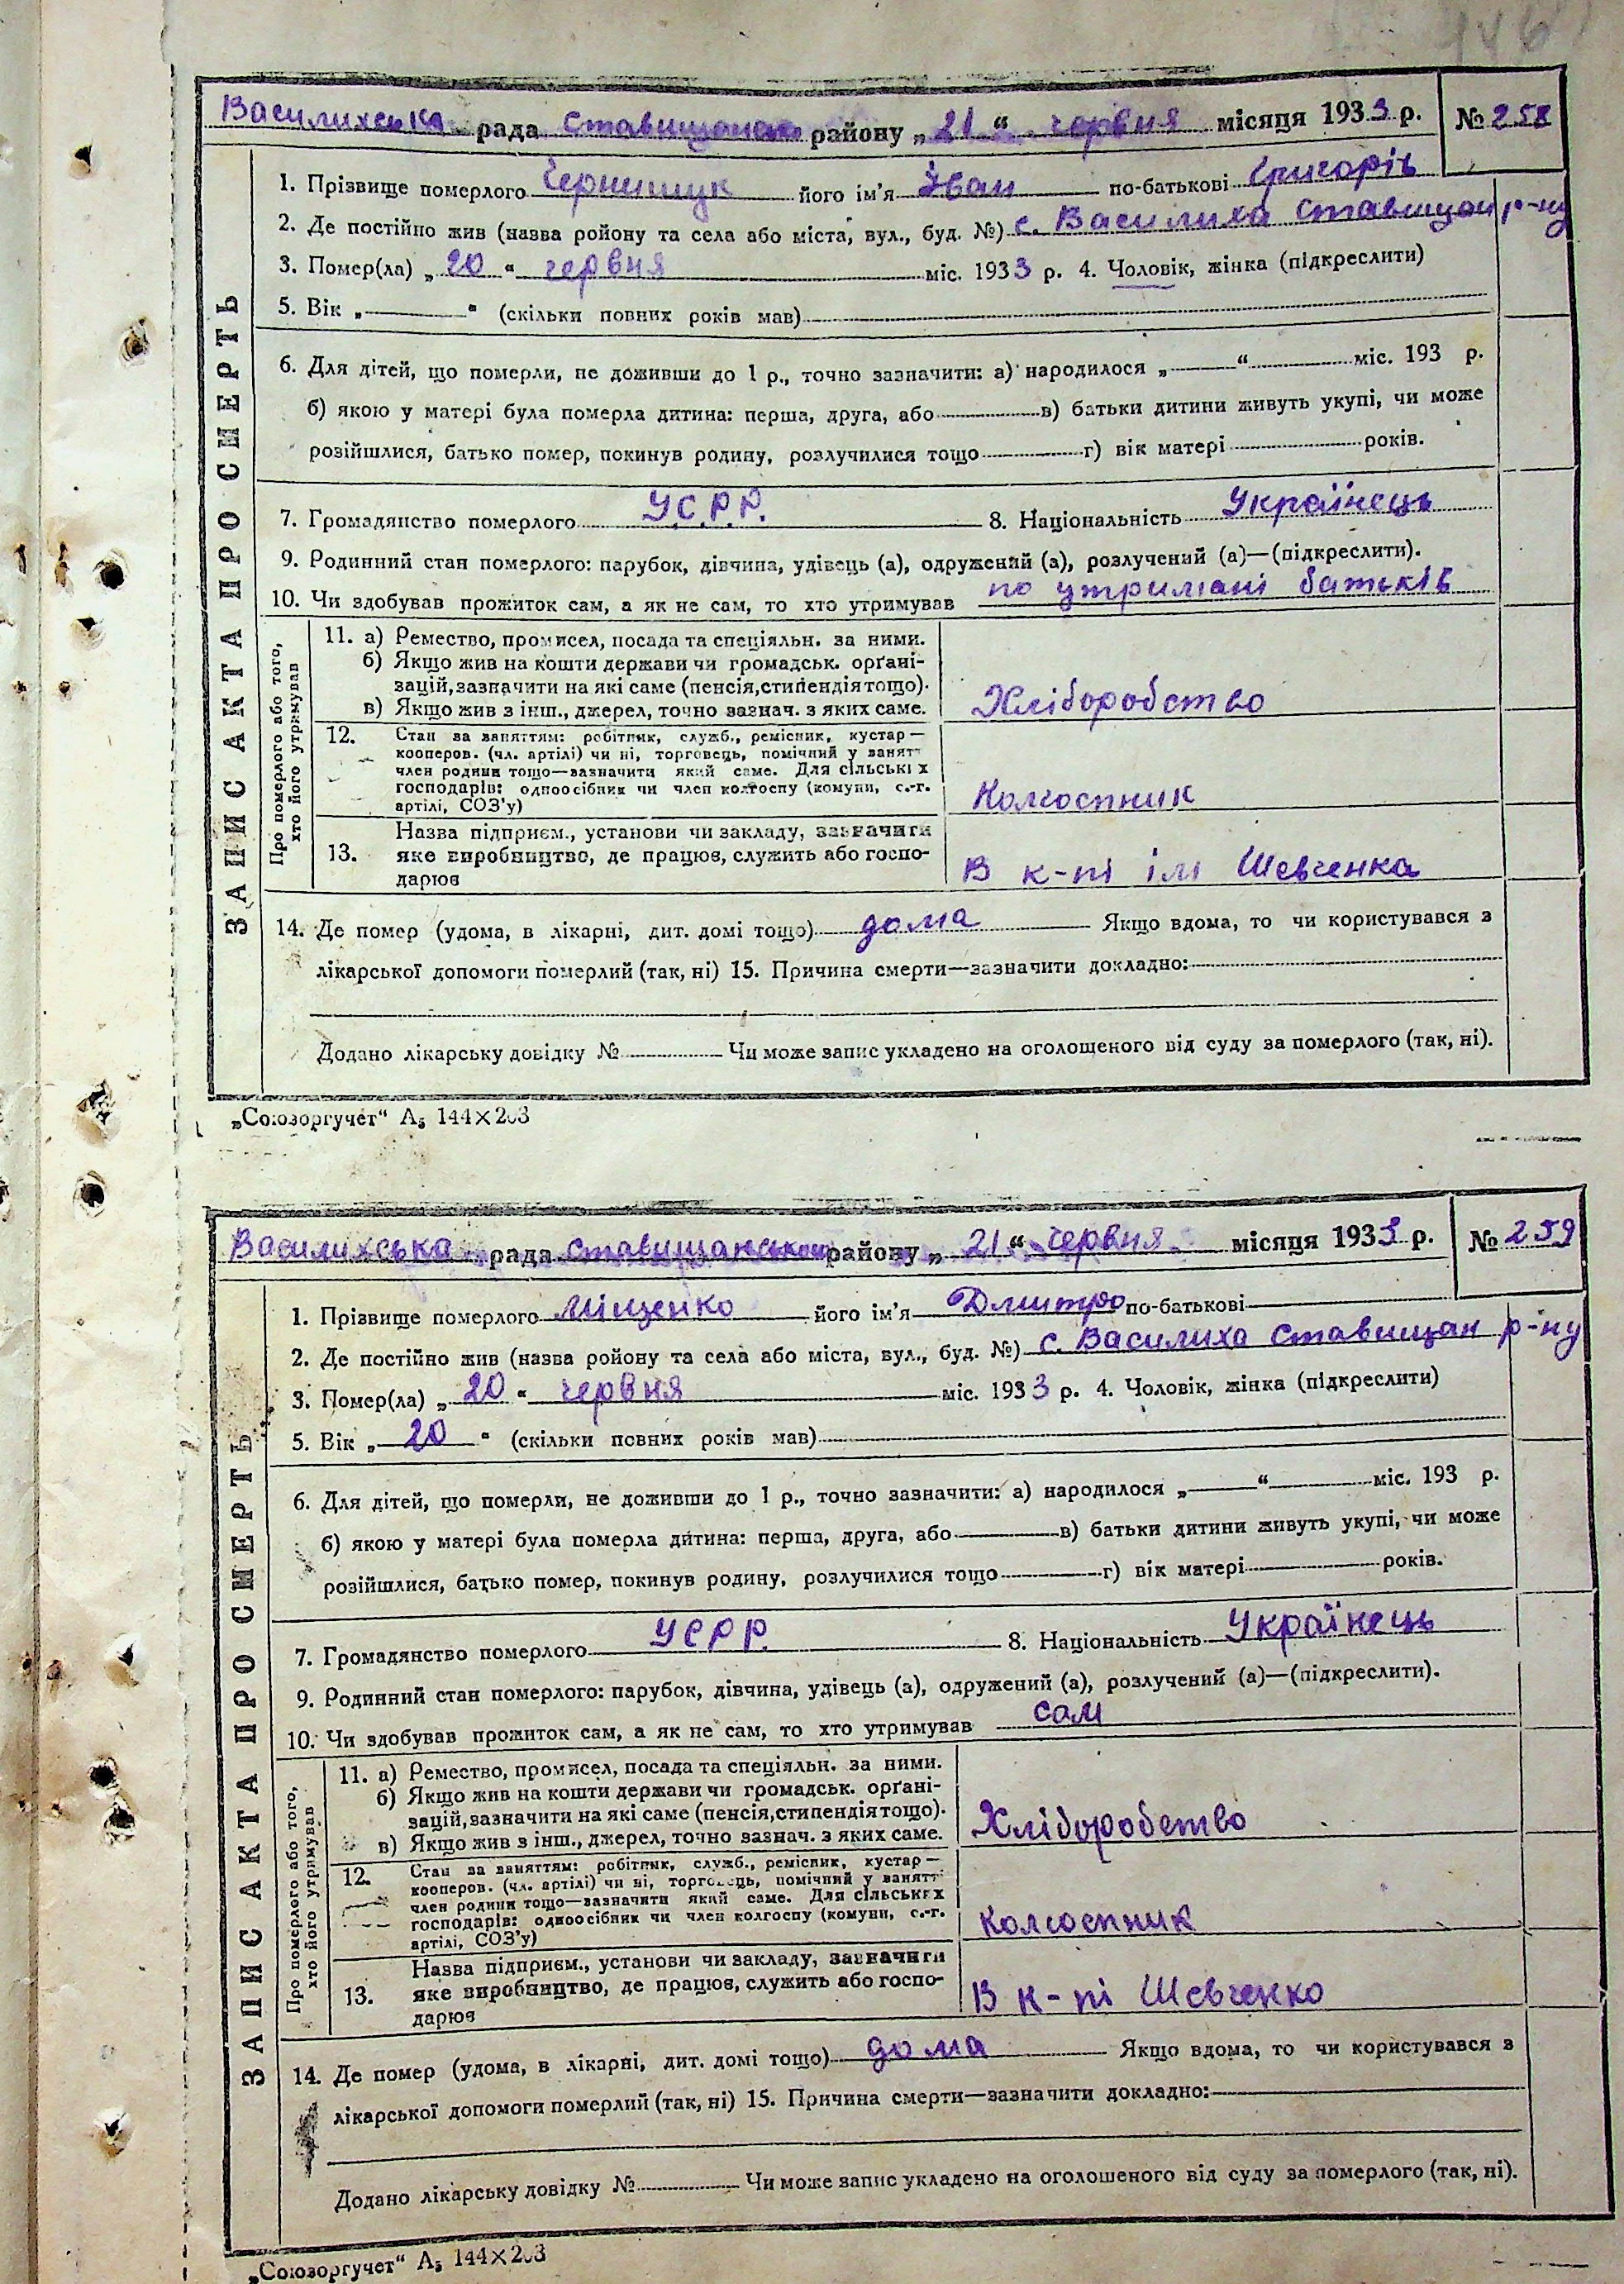 446
Василихська рада Ставищансько району „21“ червня місяця 1933 р. № 258
ЗАПИС АКТА ПРО СМЕРТЬ
1. Прізвище померлого його ім'я Іван по-батькові Григоріч
2. Де постійно жив (назва ройону та села або міста, вул., буд. №) с. Василиха Ставищан р-ну
3. Помер(ла) „20“ червня міс. 1933 р. 4. Чоловік, жінка (підкреслити)
5. Вік „ “ (скільки повних років мав)
6. Для дітей, що померли, не доживши до 1 р., точно зазначити: а) народилося „ “ міс. 193 р.
б) якою у матері була померла дитина: перша, друга, або в) батьки дитини живуть укупі, чи може
розійшлися, батько помер, покинув родину, розлучилися тощо г) вік матері років.
7. Громадянство померлого У.С.Р.Р. 8. Національність Українець
9. Родинний стан померлого: парубок, дівчина, удівець (а), одружений (а), розлучений (а)—(підкреслити).
10. Чи здобував прожиток сам, а як не сам, то хто утримував по утримані батьків
Про померлого або того, хто його утримував
11. а) Ремество, промисел, посада та спеціяльн. за ними.
б) Якщо жив на кошти держави чи громадськ. орґані-
зацій, зазначити на які саме (пенсія, стипендія тощо).
в) Якщо жив з інш., джерел, точно зазнач. з яких саме. Хліборобство
12. Стан за заняттям: робітник, служб., ремісник, кустар—
кооперов. (чл. артілі) чи ні, торговець, помічний у занятт
член родини тощо—зазначити який саме. Для сільських
господарів: одноосібник чи член колгоспу (комуни, с.-г.
артілі, СОЗ'у) Колгоспник
13. Назва підприєм., установи чи закладу, зазначити
яке виробництво, де працює, служить або госпо-
дарює В к-пі ім Шевченка
14. Де помер (удома, в лікарні, дит. домі тощо) дома Якщо вдома, то чи користувався з
лікарської допомоги померлий (так, ні) 15. Причина смерти—зазначити докладно:
Додано лікарську довідку № Чи може запис укладено на оголощеного від суду за померлого (так, ні).
„Союзоргучет“ А5 144×203
Василихська рада Ставищанськом району „21“ червня місяця 1933 р. № 259
ЗАПИС АКТА ПРО СМЕРТЬ
1. Прізвище померлого Міщенко його ім'я Дмитро по-батькові
2. Де постійно жив (назва ройону та села або міста, вул., буд. №) с. Василиха Ставищан р-ну
3. Помер(ла) „20“ червня міс. 1933 р. 4. Чоловік, жінка (підкреслити)
5. Вік „20“ (скільки повних років мав)
6. Для дітей, що померли, не доживши до 1 р., точно зазначити: а) народилося „ “ міс. 193 р.
б) якою у матері була померла дитина: перша, друга, або в) батьки дитини живуть укупі, чи може
розійшлися, батько помер, покинув родину, розлучилися тощо г) вік матері років.
7. Громадянство померлого УСРР. 8. Національність Українець
9. Родинний стан померлого: парубок, дівчина, удівець (а), одружений (а), розлучений (а)—(підкреслити).
10. Чи здобував прожиток сам, а як не сам, то хто утримував сам
Про померлого або того, хто його утримував
11. а) Ремество, промисел, посада та спеціяльн. за ними.
б) Якщо жив на кошти держави чи громадськ. орґані-
зацій, зазначити на які саме (пенсія, стипендія тощо).
в) Якщо жив з інш., джерел, точно зазнач. з яких саме. Хліборобство
12. Стан за заняттям: робітник, служб., ремісник, кустар—
кооперов. (чл. артілі) чи ні, торговець, помічний у занятт
член родини тощо—зазначити який саме. Для сільських
господарів: одноосібник чи член колгоспу (комуни, с.-г.
артілі, СОЗ'у) Колгоспник
13. Назва підприєм., установи чи закладу, зазначити
яке виробництво, де працює, служить або госпо-
дарює В к-пі Шевченко
14. Де помер (удома, в лікарні, дит. домі тощо) дома Якщо вдома, то чи користувався з
лікарської допомоги померлий (так, ні) 15. Причина смерти—зазначити докладно:
Додано лікарську довідку № Чи може запис укладено на оголошеного від суду за померлого (так, ні).
„Союзоргучет“ А5 144×203